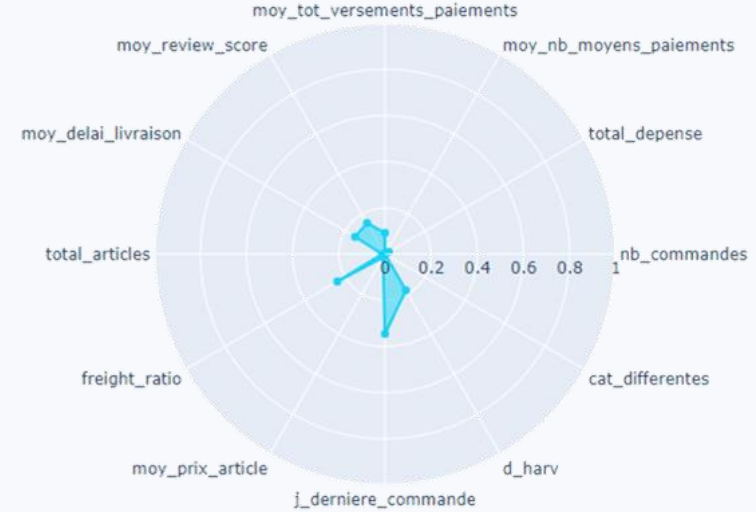 moy_tot_versements_paiements
moy_review_score
moy_nb_moyens_paiements
moy_delai_livraison
total_depense
total_articles
nb_commandes
0 0.2 0.4 0.6 0.8 1
freight_ratio
cat_differentes
moy_prix_article
d_harv
j_derniere_commande